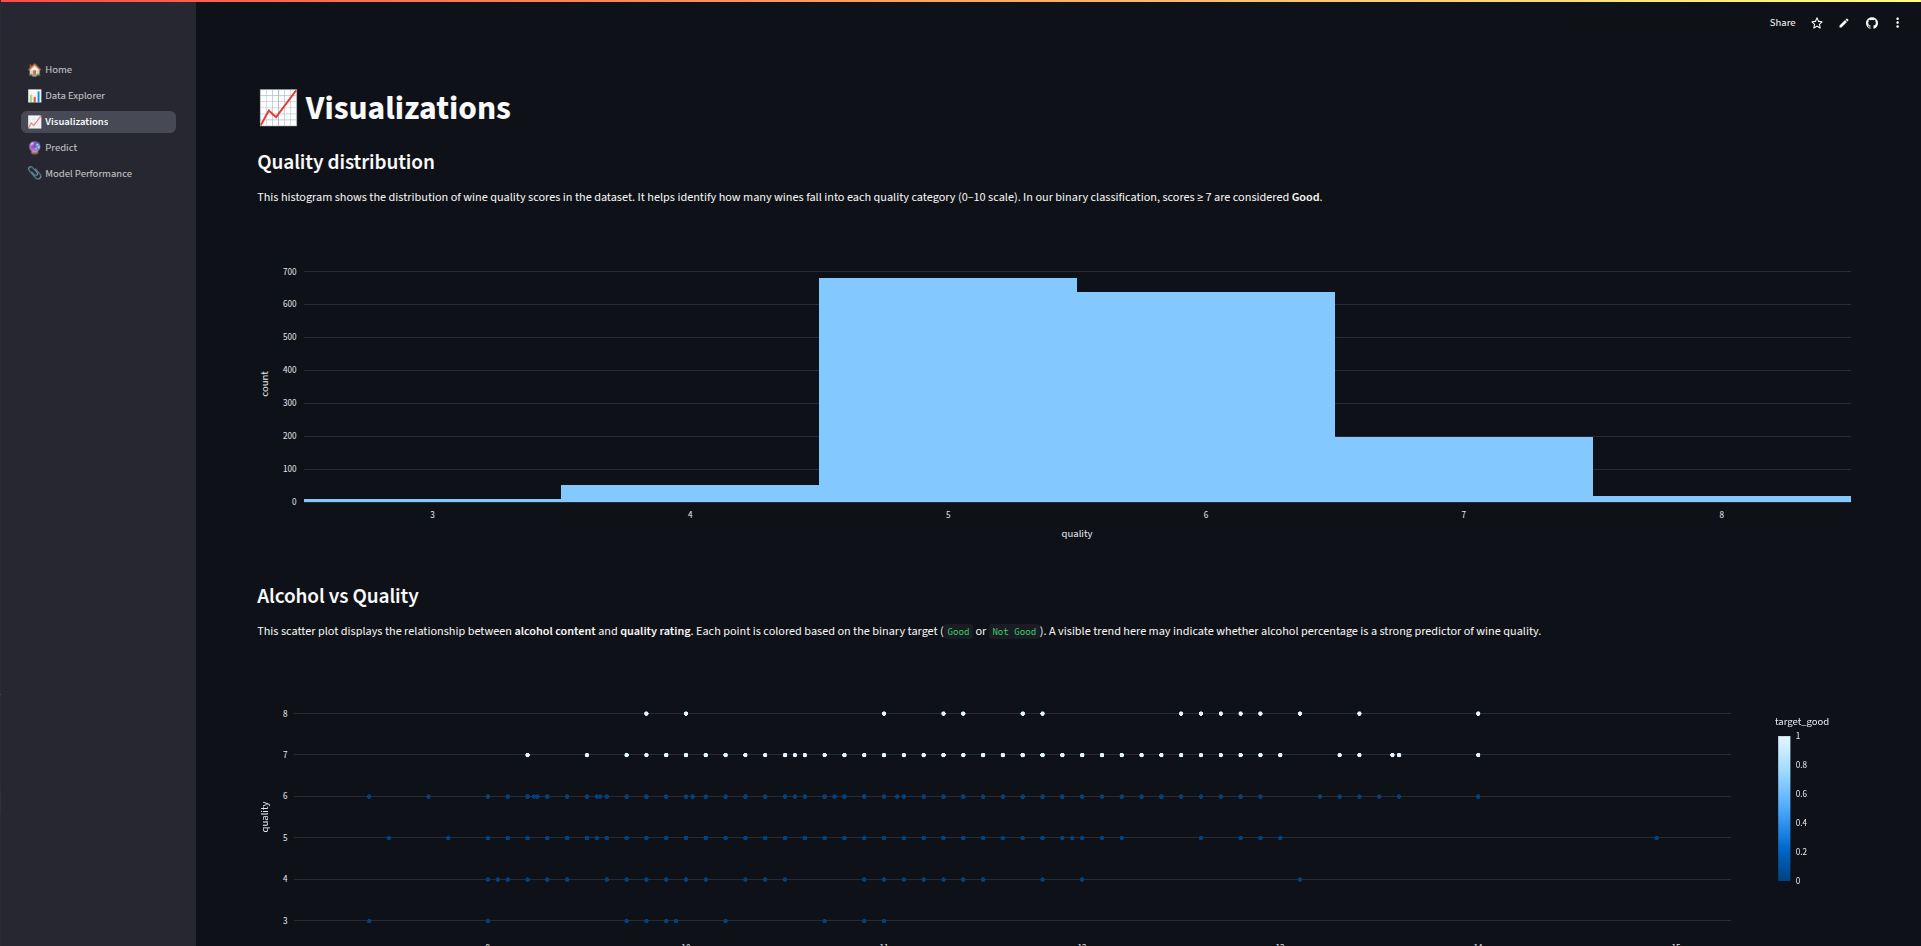 Share
Home
Data Explorer
Visualizations
Predict
Model Performance
Visualizations
Quality distribution
This histogram shows the distribution of wine quality scores in the dataset. It helps identify how many wines fall into each quality category (0–10 scale). In our binary classification, scores ≥ 7 are considered Good.
700
600
500
400
300
200
100
0
count
3 4 5 6 7 8
quality
Alcohol vs Quality
This scatter plot displays the relationship between alcohol content and quality rating. Each point is colored based on the binary target ( Good or Not Good ). A visible trend here may indicate whether alcohol percentage is a strong predictor of wine quality.
8
7
6
5
4
3
quality
target_good
1
0.8
0.6
0.4
0.2
0